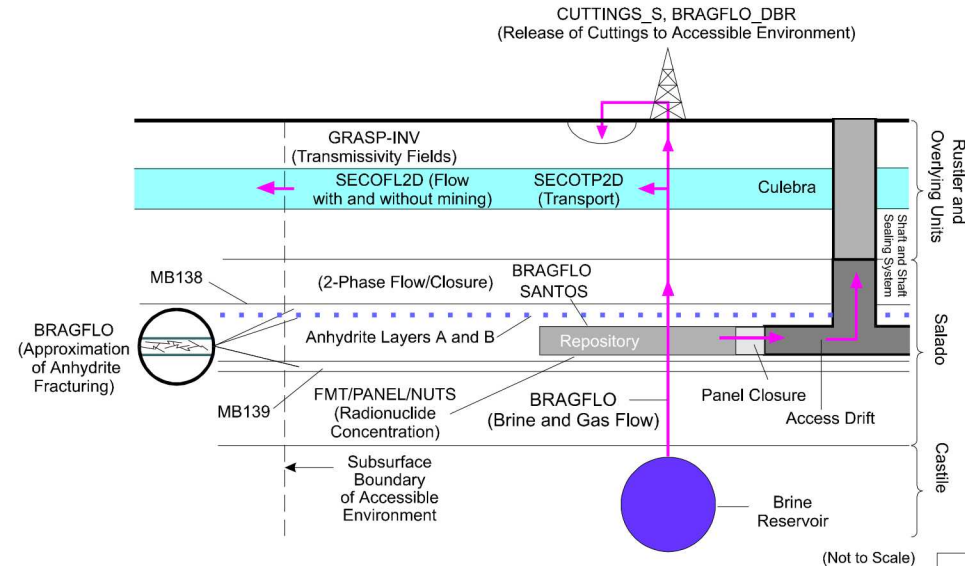 CUTTINGS_S, BRAGFLO_DBR
(Release of Cuttings to Accessible Environment)
GRASP-INV
(Transmissivity Fields)
SECOFL2D (Flow
with and without mining)
SECOTP2D
(Transport)
Culebra
Rustler and
Overlying Units
Shaft and Shaft
Sealing System
MB138
(2-Phase Flow/Closure)
BRAGFLO
SANTOS
BRAGFLO
(Approximation
of Anhydrite
Fracturing)
Anhydrite Layers A and B
Repository
Salado
MB139
FMT/PANEL/NUTS
(Radionuclide
Concentration)
BRAGFLO
(Brine and Gas Flow)
Panel Closure
Access Drift
Subsurface
Boundary
of Accessible
Environment
Brine
Reservoir
Castile
(Not to Scale)